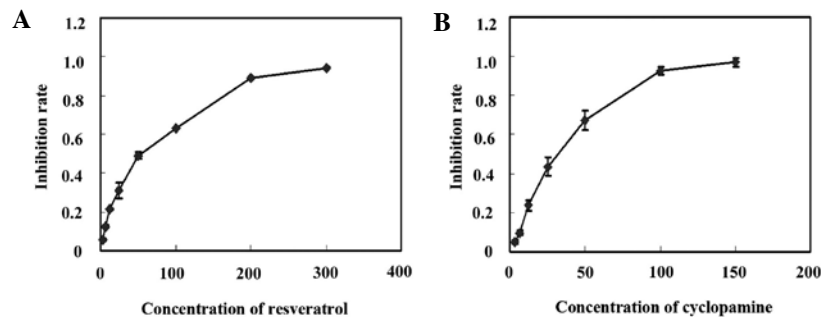 A
1.2
1.0
0.8
0.6
0.4
0.2
0
Inhibition rate
0 100 200 300 400
Concentration of resveratrol
B
1.2
1.0
0.8
0.6
0.4
0.2
0
Inhibition rate
0 50 100 150 200
Concentration of cyclopamine